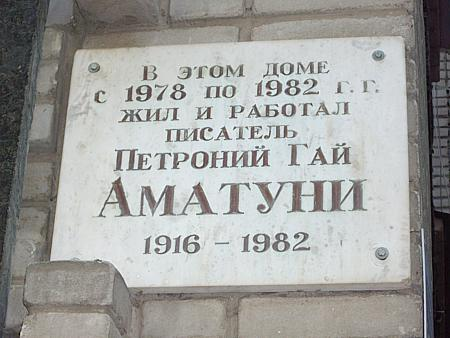 В ЭТОМ ДОМЕ
С 1978 ПО 1982 Г. Г.
ЖИЛ И РАБОТАЛ
ПИСАТЕЛЬ
ПЕТРОНИЙ ГАЙ
АМАТУНИ
1916 – 1982